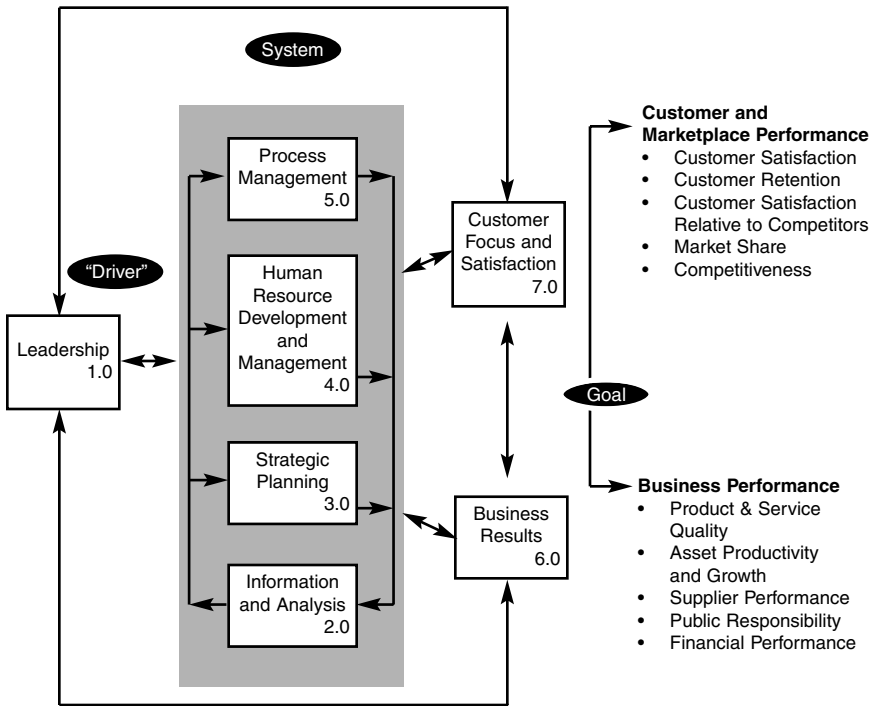 System
“Driver”
Leadership
1.0
Process
Management
5.0
Human
Resource
Development
and
Management
4.0
Strategic
Planning
3.0
Information
and Analysis
2.0
Customer
Focus and
Satisfaction
7.0
Business
Results
6.0
Goal
Customer and
Marketplace Performance
• Customer Satisfaction
• Customer Retention
• Customer Satisfaction
Relative to Competitors
• Market Share
• Competitiveness
Business Performance
• Product & Service
Quality
• Asset Productivity
and Growth
• Supplier Performance
• Public Responsibility
• Financial Performance